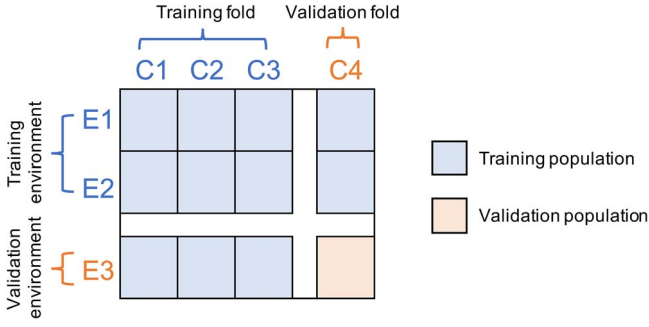 Training fold
Validation fold
C1 C2 C3 C4
Training
environment
E1
E2
Validation
environment
E3
Training population
Validation population